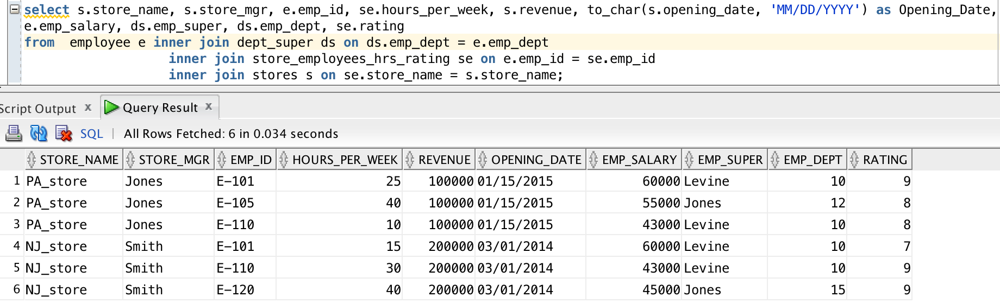 select s.store_name, s.store_mgr, e.emp_id, se.hours_per_week, s.revenue, to_char(s.opening_date, 'MM/DD/YYYY') as Opening_Date,
e.emp_salary, ds.emp_super, ds.emp_dept, se.rating
from  employee e inner join dept_super ds on ds.emp_dept = e.emp_dept
inner join store_employees_hrs_rating se on e.emp_id = se.emp_id
inner join stores s on se.store_name = s.store_name;
Script Output x Query Result x
SQL | All Rows Fetched: 6 in 0.034 seconds
STORE_NAME STORE_MGR EMP_ID HOURS_PER_WEEK REVENUE OPENING_DATE EMP_SALARY EMP_SUPER EMP_DEPT RATING
1 PA_store Jones E-101 25 100000 01/15/2015 60000 Levine 10 9
2 PA_store Jones E-105 40 100000 01/15/2015 55000 Jones 12 8
3 PA_store Jones E-110 10 100000 01/15/2015 43000 Levine 10 8
4 NJ_store Smith E-101 15 200000 03/01/2014 60000 Levine 10 7
5 NJ_store Smith E-110 30 200000 03/01/2014 43000 Levine 10 9
6 NJ_store Smith E-120 40 200000 03/01/2014 45000 Jones 15 9